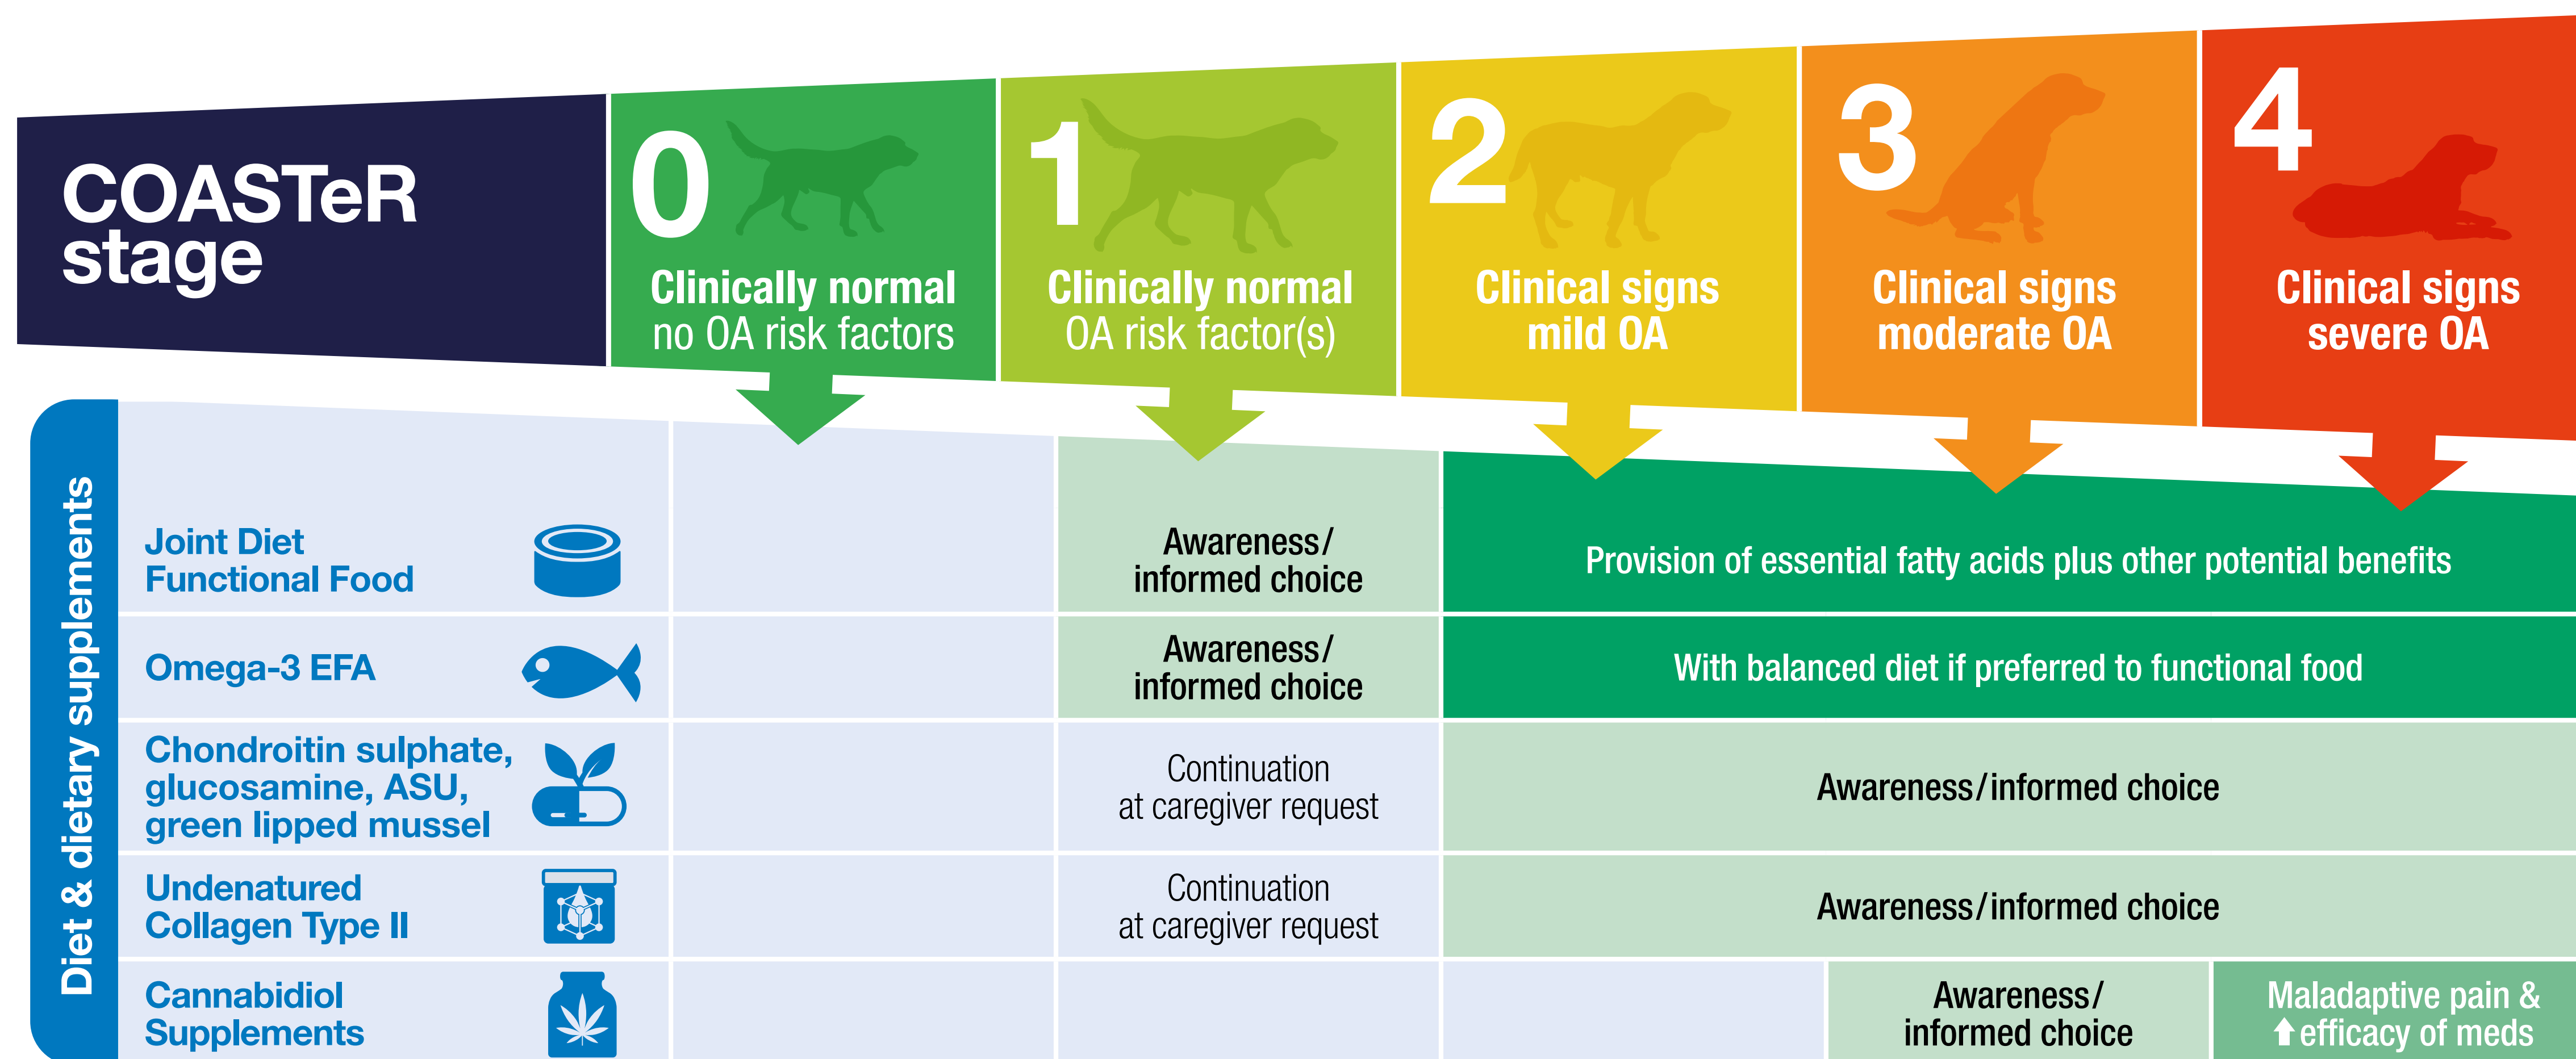 COASTeR
stage
0
Clinically normal
no OA risk factors
1
Clinically normal
OA risk factor(s)
2
Clinical signs
mild OA
3
Clinical signs
moderate OA
4
Clinical signs
severe OA
Diet & dietary supplements
Joint Diet
Functional Food
Awareness/
informed choice
Provision of essential fatty acids plus other potential benefits
Omega-3 EFA
Awareness/
informed choice
With balanced diet if preferred to functional food
Chondroitin sulphate,
glucosamine, ASU,
green lipped mussel
Continuation
at caregiver request
Awareness/informed choice
Undenatured
Collagen Type II
Continuation
at caregiver request
Awareness/informed choice
Cannabidiol
Supplements
Awareness/
informed choice
Maladaptive pain &
⬆ efficacy of meds